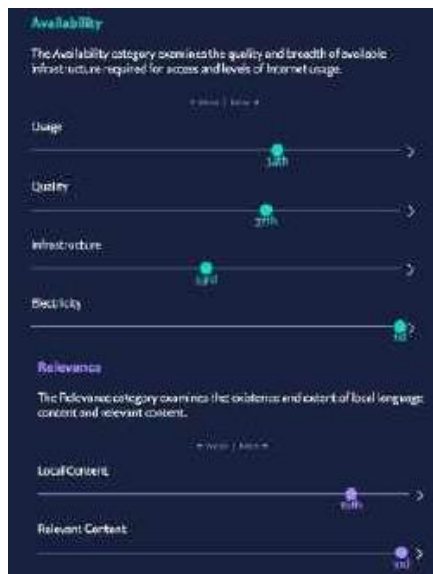 Availability
The Availability category examines the quality and breadth of available
infrastructure required for access and levels of Internet usage.
Usage
Quality
Infrastructure
Electricity
1st
Relevance
The Relevance category examines the existence and extent of local language
content and relevant content.
Local Content
Relevant Content